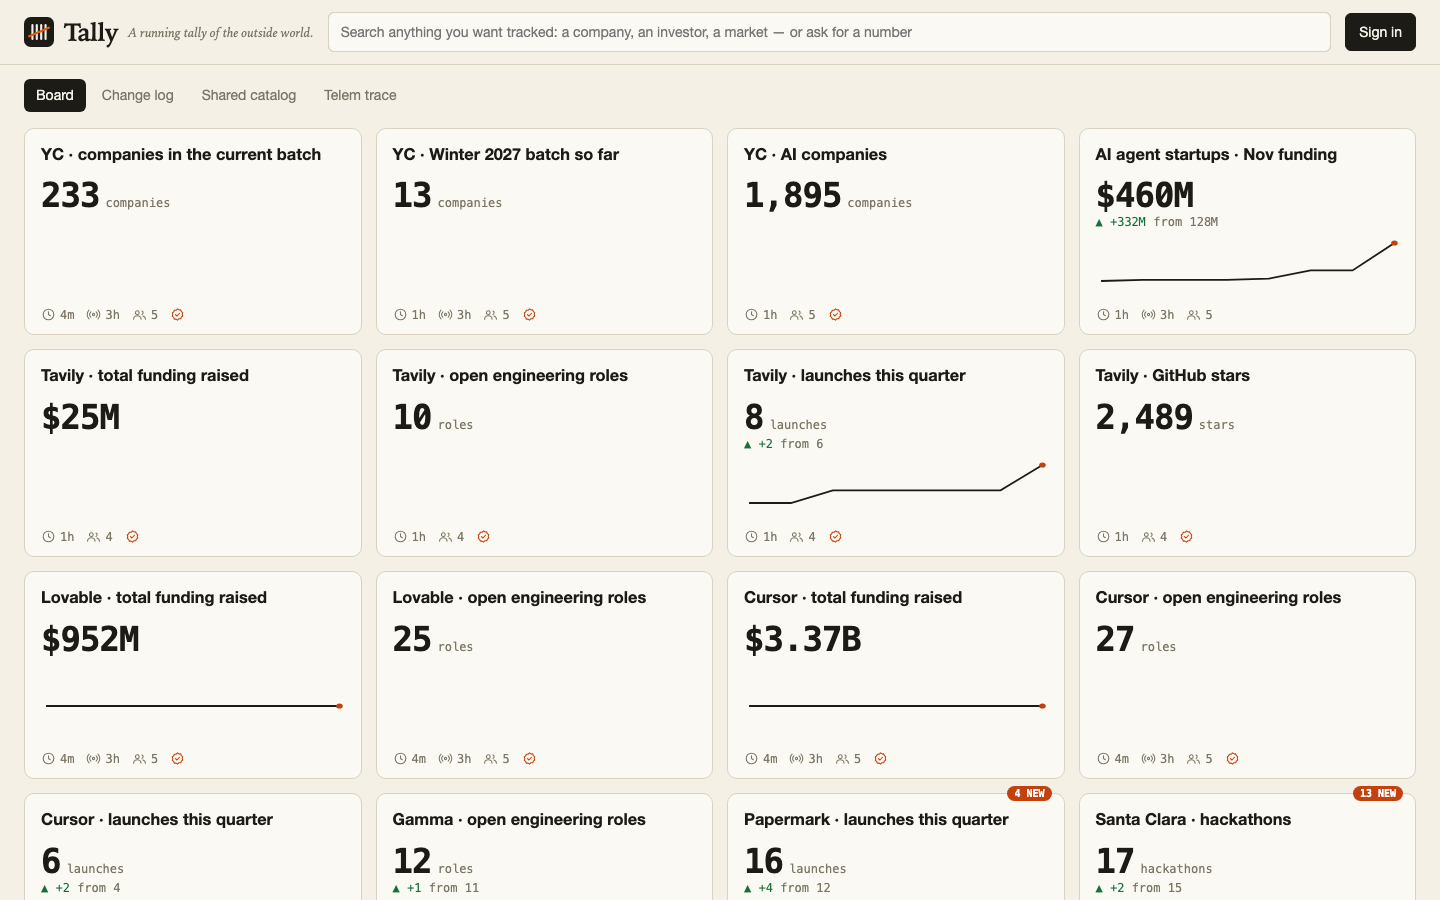 Tally
A running tally of the outside world.
Search anything you want tracked: a company, an investor, a market — or ask for a number
Sign in
Board
Change log
Shared catalog
Telem trace
YC · companies in the current batch
233 companies
4m 3h 5
YC · Winter 2027 batch so far
13 companies
1h 3h 5
YC · AI companies
1,895 companies
1h 5
AI agent startups · Nov funding
$460M
▲ +332M from 128M
1h 3h 5
Tavily · total funding raised
$25M
1h 4
Tavily · open engineering roles
10 roles
1h 4
Tavily · launches this quarter
8 launches
▲ +2 from 6
1h 4
Tavily · GitHub stars
2,489 stars
1h 4
Lovable · total funding raised
$952M
4m 3h 5
Lovable · open engineering roles
25 roles
4m 3h 5
Cursor · total funding raised
$3.37B
4m 3h 5
Cursor · open engineering roles
27 roles
4m 3h 5
Cursor · launches this quarter
6 launches
▲ +2 from 4
Gamma · open engineering roles
12 roles
▲ +1 from 11
4 NEW
Papermark · launches this quarter
16 launches
▲ +4 from 12
13 NEW
Santa Clara · hackathons
17 hackathons
▲ +2 from 15